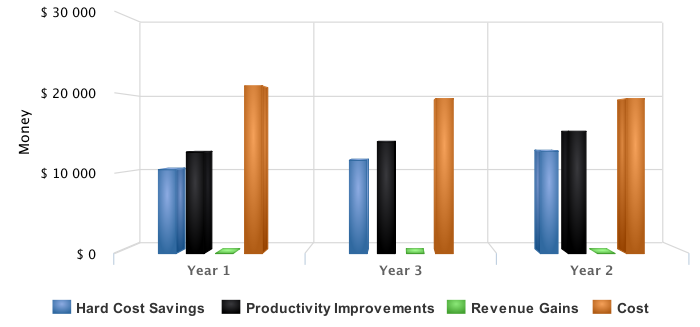 $ 30 000
$ 20 000
$ 10 000
$ 0
Money
Year 1
Year 3
Year 2
Hard Cost Savings
Productivity Improvements
Revenue Gains
Cost